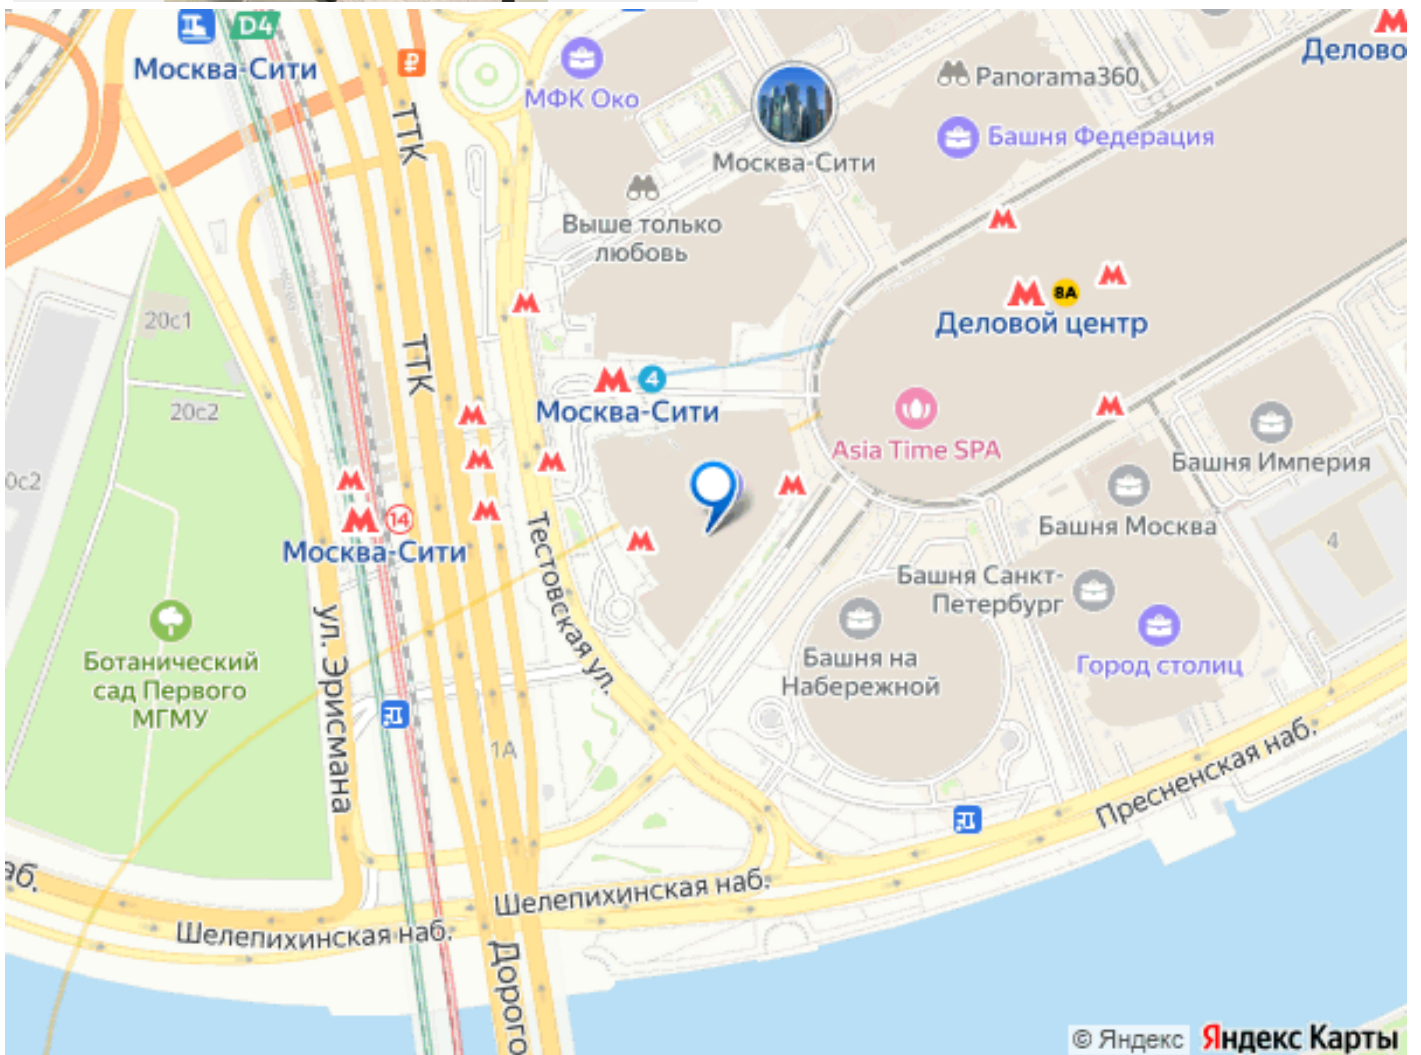 D4
Москва-Сити
₽
Делово
МФК Око
Panorama360
ТТК
Башня Федерация
Москва-Сити
Выше только
любовь
8А
Деловой центр
20с1
ТТК
4
Москва-Сити
20с2
Asia Time SPA
Башня Империя
0с2
14
Москва-Сити
Башня Москва
4
Тестовская ул.
Башня Санкт-
Петербург
ул. Эрисмана
Ботанический
сад Первого
МГМУ
Башня на
Набережной
Город столиц
1А
Пресненская наб.
аб.
Шелепихинская наб.
Шелепихинская наб.
Дорого
© Яндекс Яндекс Карты